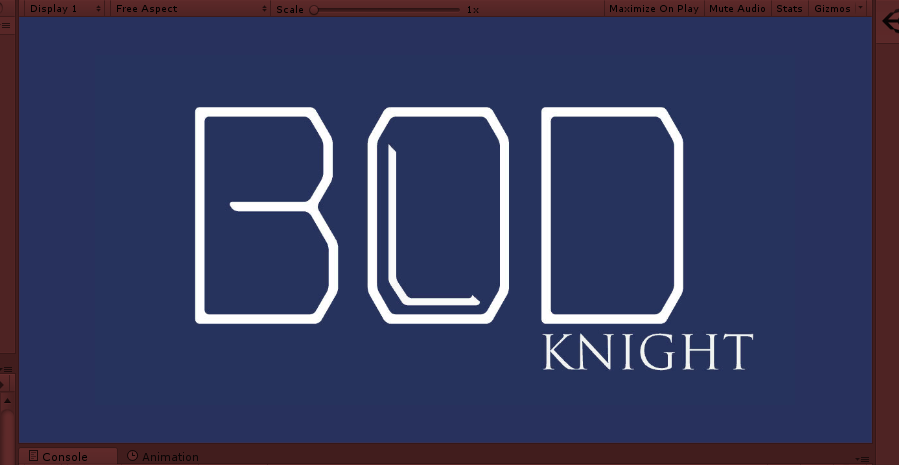 Display 1 Free Aspect Scale 1x Maximize On Play Mute Audio Stats Gizmos
BOD
KNIGHT
Console Animation